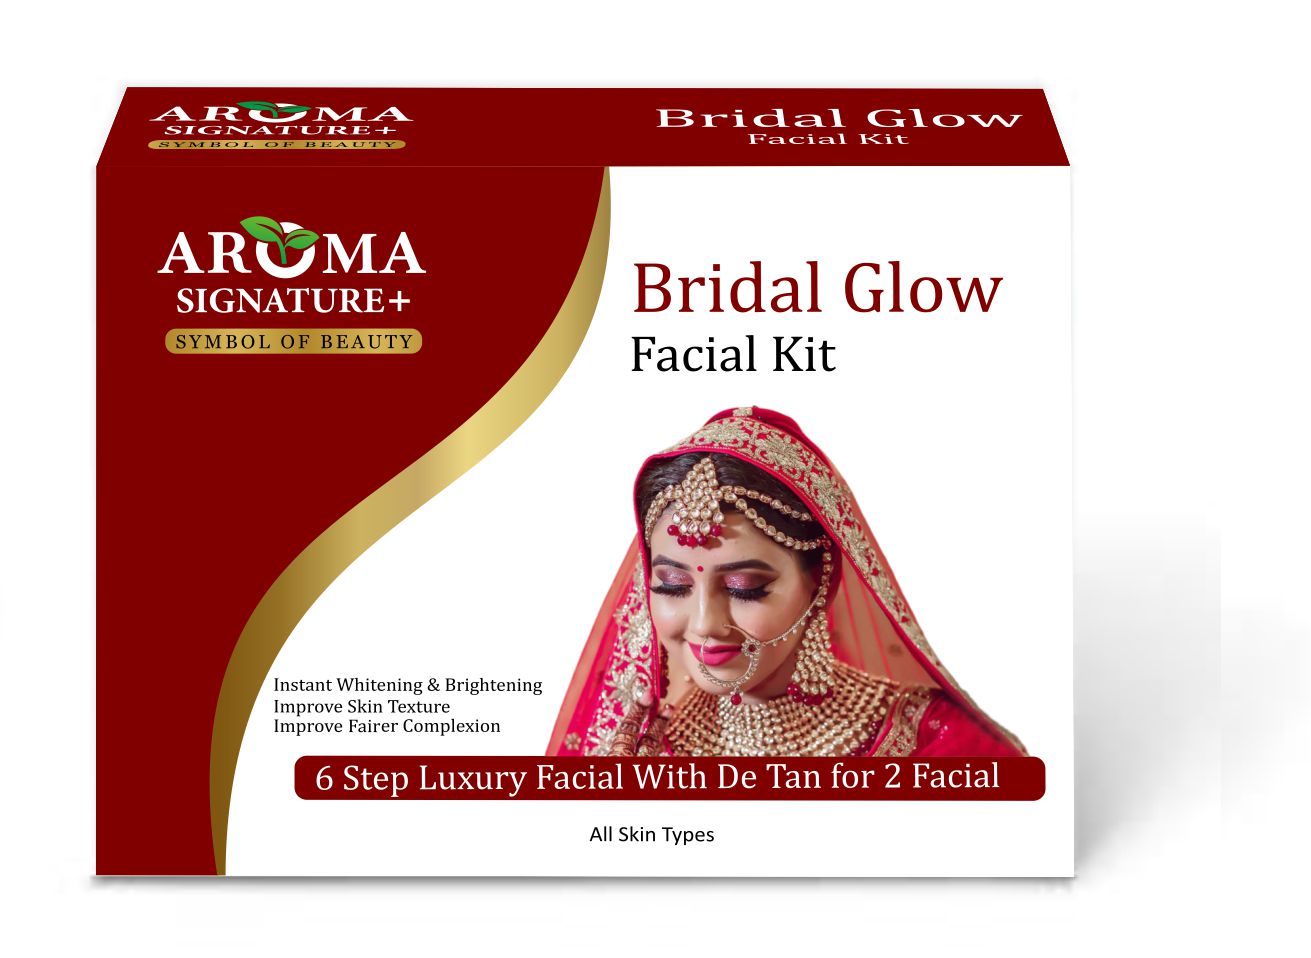 AROMA
SIGNATURE+
SYMBOL OF BEAUTY
Bridal Glow
Facial Kit
AROMA
SIGNATURE+
SYMBOL OF BEAUTY
Bridal Glow
Facial Kit
Instant Whitening & Brightening
Improve Skin Texture
Improve Fairer Complexion
6 Step Luxury Facial With De Tan for 2 Facial
All Skin Types